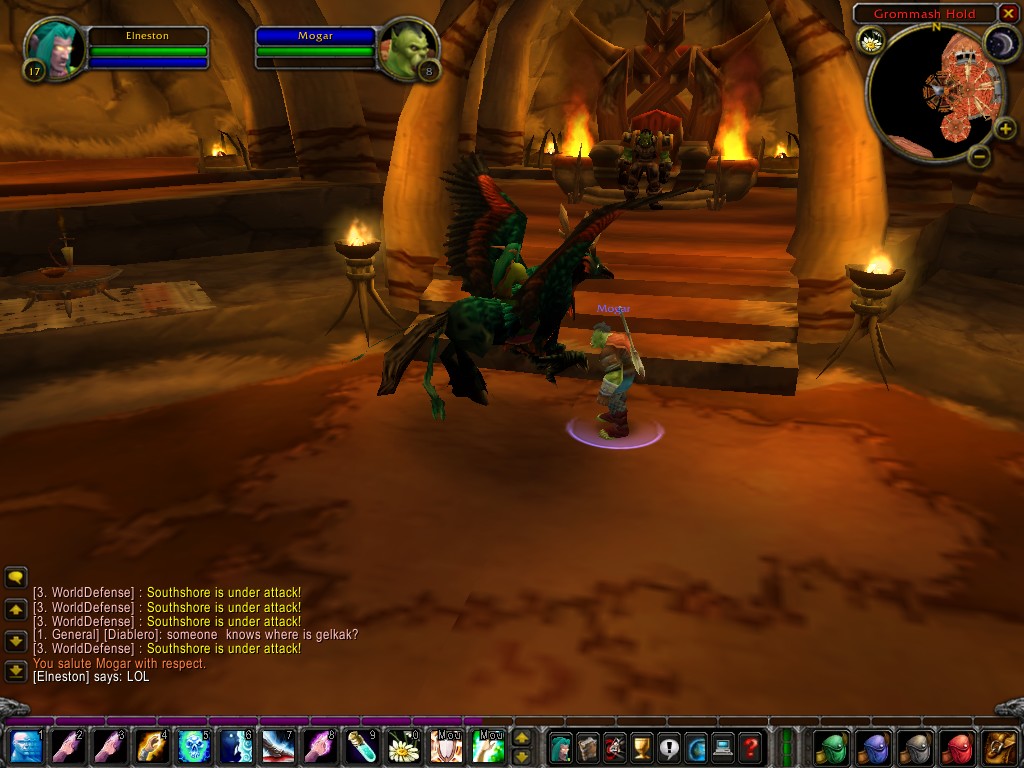 Elneston
17
Mogar
8
Grommash Hold
N
Mogar
[3. WorldDefense] : Southshore is under attack!
[3. WorldDefense] : Southshore is under attack!
[3. WorldDefense] : Southshore is under attack!
[1. General] [Diablero]: someone knows where is gelkak?
[3. WorldDefense] : Southshore is under attack!
You salute Mogar with respect.
[Elneston] says: LOL
1 2 3 4 5 6 7 8 9 0 Mou Mou